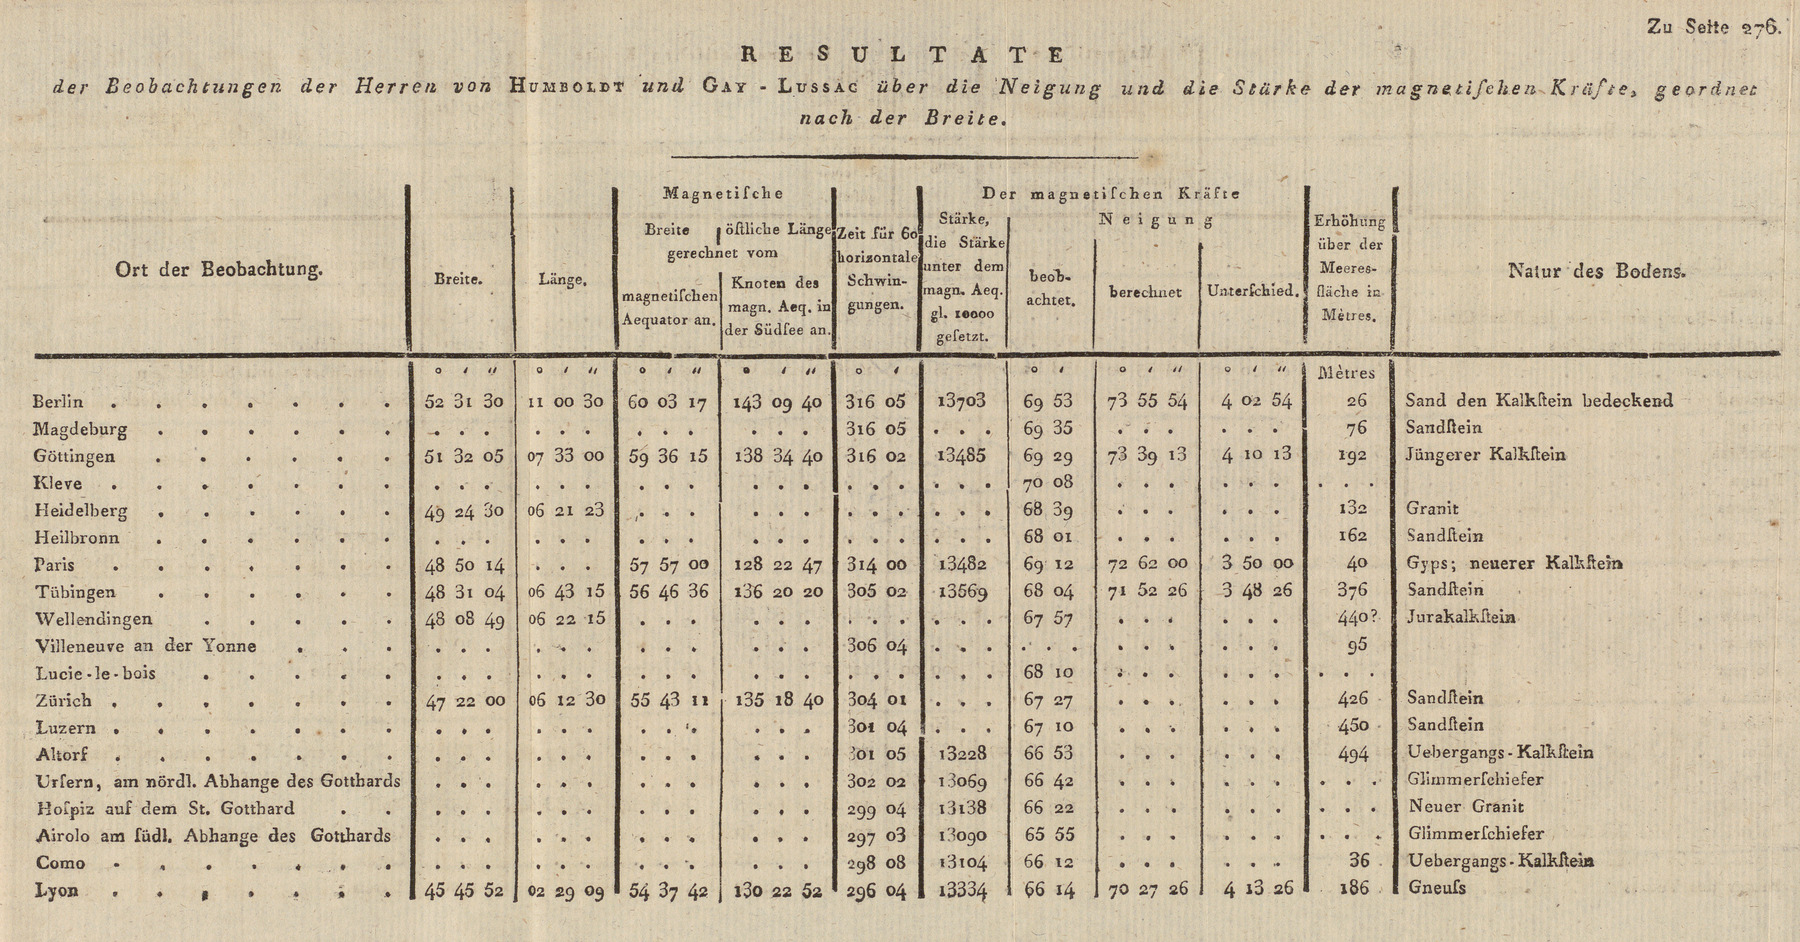 Zu Seite 276.
RESULTATE
der Beobachtungen der Herren von HUMBOLDT und GAY-LUSSAC über die Neigung und die Stärke der magnetiſchen Kräfte, geordnet
nach der Breite.
Ort der Beobachtung. | Breite. | Länge. | Magnetiſche Breite | öſtliche Länge gerechnet vom magnetiſchen Aequator an. | Knoten des magn. Aeq. in der Südſee an. | Zeit für 60 horizontale Schwingungen. | Der magnetiſchen Kräfte Stärke, die Stärke unter dem magn. Aeq. gl. 10000 geſetzt. | Neigung beobachtet. | berechnet | Unterſchied. | Erhöhung über der Meeresfläche in Mètres. | Natur des Bodens.
° ′ ″ | ° ′ ″ | ° ′ ″ | ° ′ ″ | ° ′ | ° ′ | ° ′ ″ | ° ′ ″ | Mètres
Berlin . . . . . . . 52 31 30 11 00 30 60 03 17 143 09 40 316 05 13703 69 53 73 55 54 4 02 54 26 Sand den Kalkſtein bedeckend
Magdeburg . . . . . . . . . . . . . . . . . . 316 05 . . . 69 35 . . . . . . 76 Sandſtein
Göttingen . . . . . . 51 32 05 07 33 00 59 36 15 138 34 40 316 02 13485 69 29 73 39 13 4 10 13 192 Jüngerer Kalkſtein
Kleve . . . . . . . . . . . . . . . . . . . . . . . . . 70 08 . . . . . . . . .
Heidelberg . . . . . . 49 24 30 06 21 23 . . . . . . . . . . . . 68 39 . . . . . . 132 Granit
Heilbronn . . . . . . . . . . . . . . . . . . . . . . . . 68 01 . . . . . . 162 Sandſtein
Paris . . . . . . . 48 50 14 . . . 57 57 00 128 22 47 314 00 13482 69 12 72 62 00 3 50 00 40 Gyps; neuerer Kalkſtein
Tübingen . . . . . . 48 31 04 06 43 15 56 46 36 136 20 20 305 02 13569 68 04 71 52 26 3 48 26 376 Sandſtein
Wellendingen . . . . . 48 08 49 06 22 15 . . . . . . . . . . . . 67 57 . . . . . . 440? Jurakalkſtein
Villeneuve an der Yonne . . . . . . . . . . . . . . . 306 04 . . . . . . . . . . . . 95
Lucie-le-bois . . . . . . . . . . . . . . . . . . . . . . . 68 10 . . . . . . . . .
Zürich . . . . . . . 47 22 00 06 12 30 55 43 11 135 18 40 304 01 . . . 67 27 . . . . . . 426 Sandſtein
Luzern . . . . . . . . . . . . . . . . . . . 301 04 . . . 67 10 . . . . . . 450 Sandſtein
Altorf . . . . . . . . . . . . . . . . . . . 301 05 13228 66 53 . . . . . . 494 Uebergangs-Kalkſtein
Urſern, am nördl. Abhange des Gotthards . . . . . . . . . . . . 302 02 13069 66 42 . . . . . . . . . Glimmerſchiefer
Hoſpiz auf dem St. Gotthard . . . . . . . . . . . . . . 299 04 13138 66 22 . . . . . . . . . Neuer Granit
Airolo am ſüdl. Abhange des Gotthards . . . . . . . . . . . . 297 03 13090 65 55 . . . . . . . . . Glimmerſchiefer
Como . . . . . . . . . . . . . . . . . . . 298 08 13104 66 12 . . . . . . 36 Uebergangs-Kalkſtein
Lyon . . . . . . . 45 45 52 02 29 09 54 37 42 130 22 52 296 04 13334 66 14 70 27 26 4 13 26 186 Gneuſs